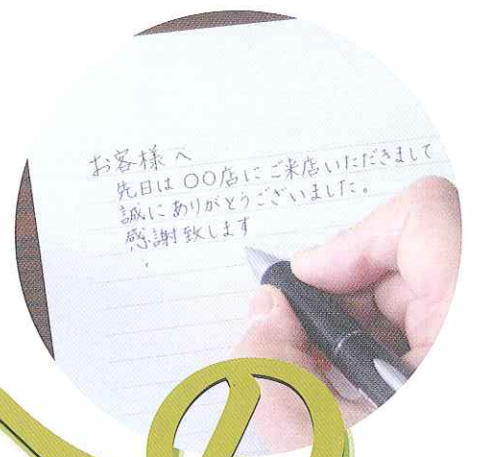 お客様へ
先日は〇〇店にご来店いただきまして
誠にありがとうございました。
感謝致します
の